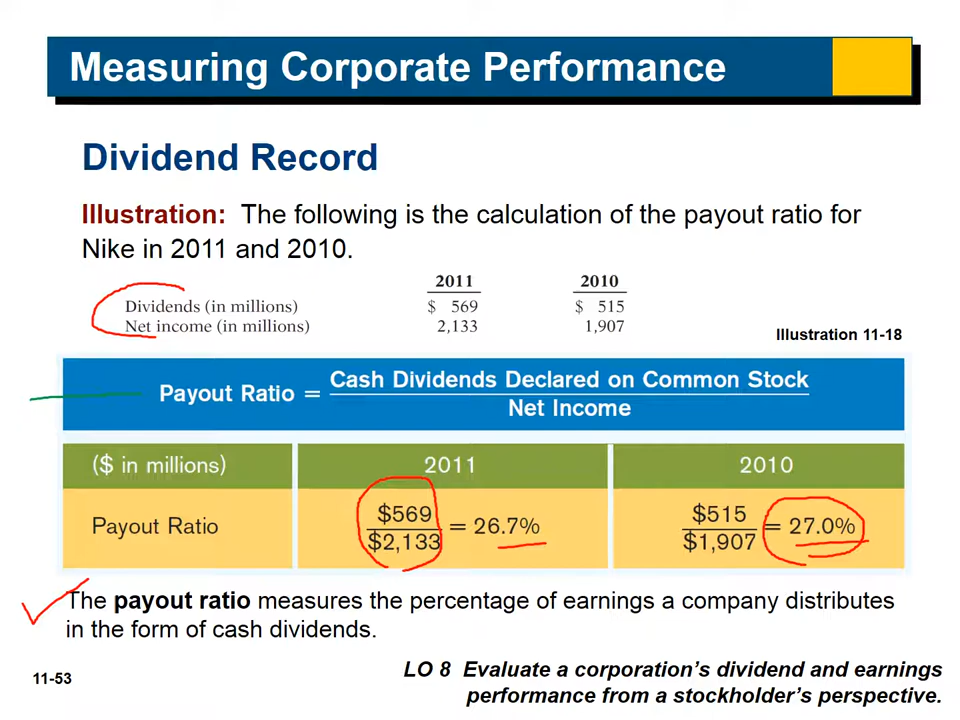 Measuring Corporate Performance
Dividend Record
Illustration: The following is the calculation of the payout ratio for
Nike in 2011 and 2010.
2011 2010
Dividends (in millions) $ 569 $ 515
Net income (in millions) 2,133 1,907
Illustration 11-18
Payout Ratio = Cash Dividends Declared on Common Stock
Net Income
($ in millions) 2011 2010
Payout Ratio $569 = 26.7% $515 = 27.0%
$2,133 $1,907
The payout ratio measures the percentage of earnings a company distributes
in the form of cash dividends.
LO 8 Evaluate a corporation's dividend and earnings
performance from a stockholder's perspective.
11-53